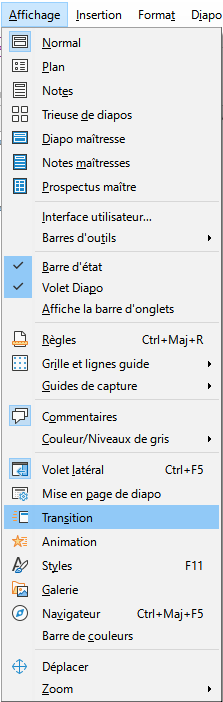 Affichage Insertion Format Diapo
Normal
Plan
Notes
Trieuse de diapos
Diapo maîtresse
Notes maîtresses
Prospectus maître
Interface utilisateur...
Barres d'outils
Barre d'état
Volet Diapo
Affiche la barre d'onglets
Règles Ctrl+Maj+R
Grille et lignes guide
Guides de capture
Commentaires
Couleur/Niveaux de gris
Volet latéral Ctrl+F5
Mise en page de diapo
Transition
Animation
Styles F11
Galerie
Navigateur Ctrl+Maj+F5
Barre de couleurs
Déplacer
Zoom